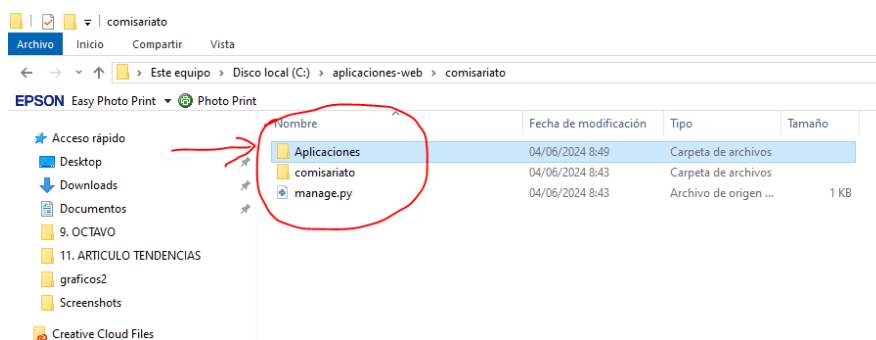 comisariato
Archivo Inicio Compartir Vista
Este equipo > Disco local (C:) > aplicaciones-web > comisariato
EPSON Easy Photo Print Photo Print
Nombre Fecha de modificación Tipo Tamaño
Acceso rápido
Aplicaciones 04/06/2024 8:49 Carpeta de archivos
Desktop
comisariato 04/06/2024 8:43 Carpeta de archivos
Downloads
manage.py 04/06/2024 8:43 Archivo de origen ... 1 KB
Documentos
9. OCTAVO
11. ARTICULO TENDENCIAS
graficos2
Screenshots
Creative Cloud Files